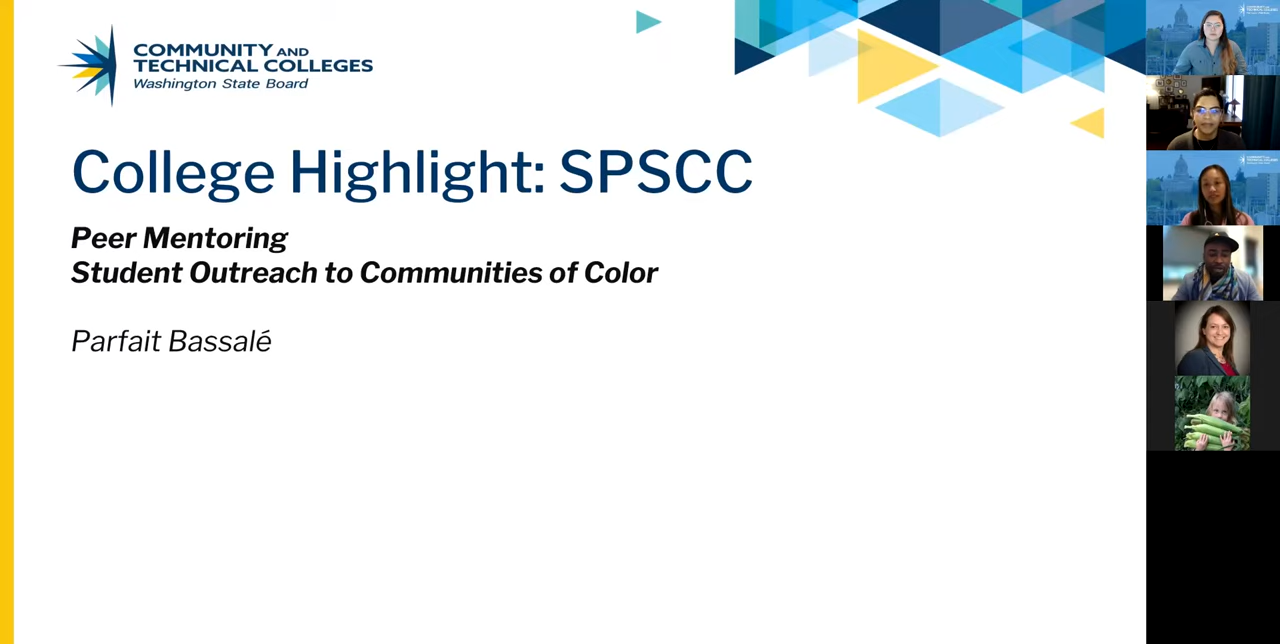 COMMUNITY AND
TECHNICAL COLLEGES
Washington State Board
College Highlight: SPSCC
Peer Mentoring
Student Outreach to Communities of Color
Parfait Bassalé